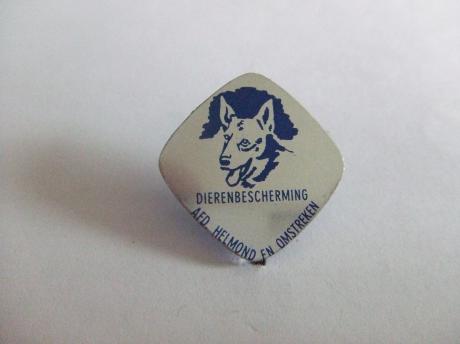 DIERENBESCHERMING
AFD. HELMOND EN OMSTREKEN